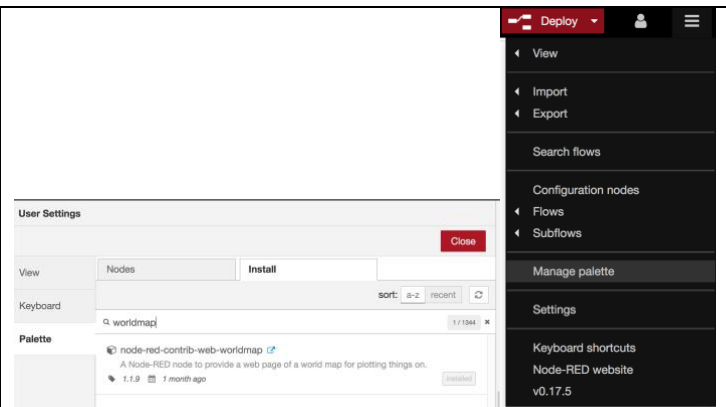 Deploy
View
Import
Export
Search flows
Configuration nodes
Flows
Subflows
Manage palette
Settings
Keyboard shortcuts
Node-RED website
v0.17.5
User Settings
Close
View
Keyboard
Palette
Nodes
Install
sort: a-z recent
worldmap
1 / 1344
node-red-contrib-web-worldmap
A Node-RED node to provide a web page of a world map for plotting things on.
1.1.9 1 month ago
installed